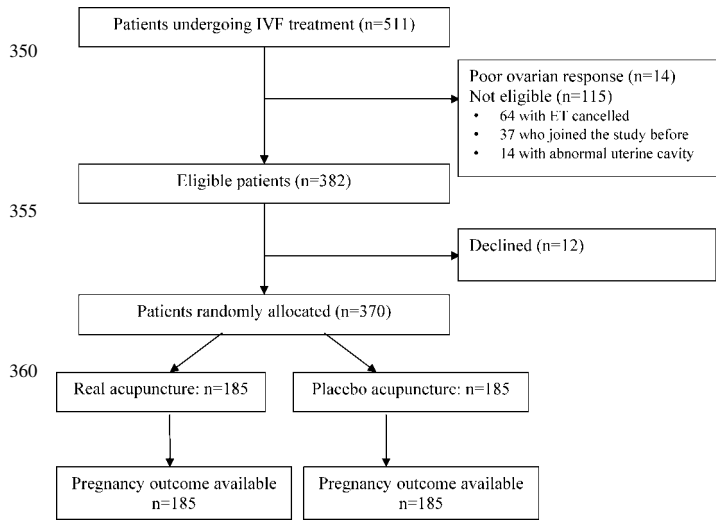 Patients undergoing IVF treatment (n=511)
350
Poor ovarian response (n=14)
Not eligible (n=115)
• 64 with ET cancelled
• 37 who joined the study before
• 14 with abnormal uterine cavity
Eligible patients (n=382)
355
Declined (n=12)
Patients randomly allocated (n=370)
360
Real acupuncture: n=185
Placebo acupuncture: n=185
Pregnancy outcome available
n=185
Pregnancy outcome available
n=185